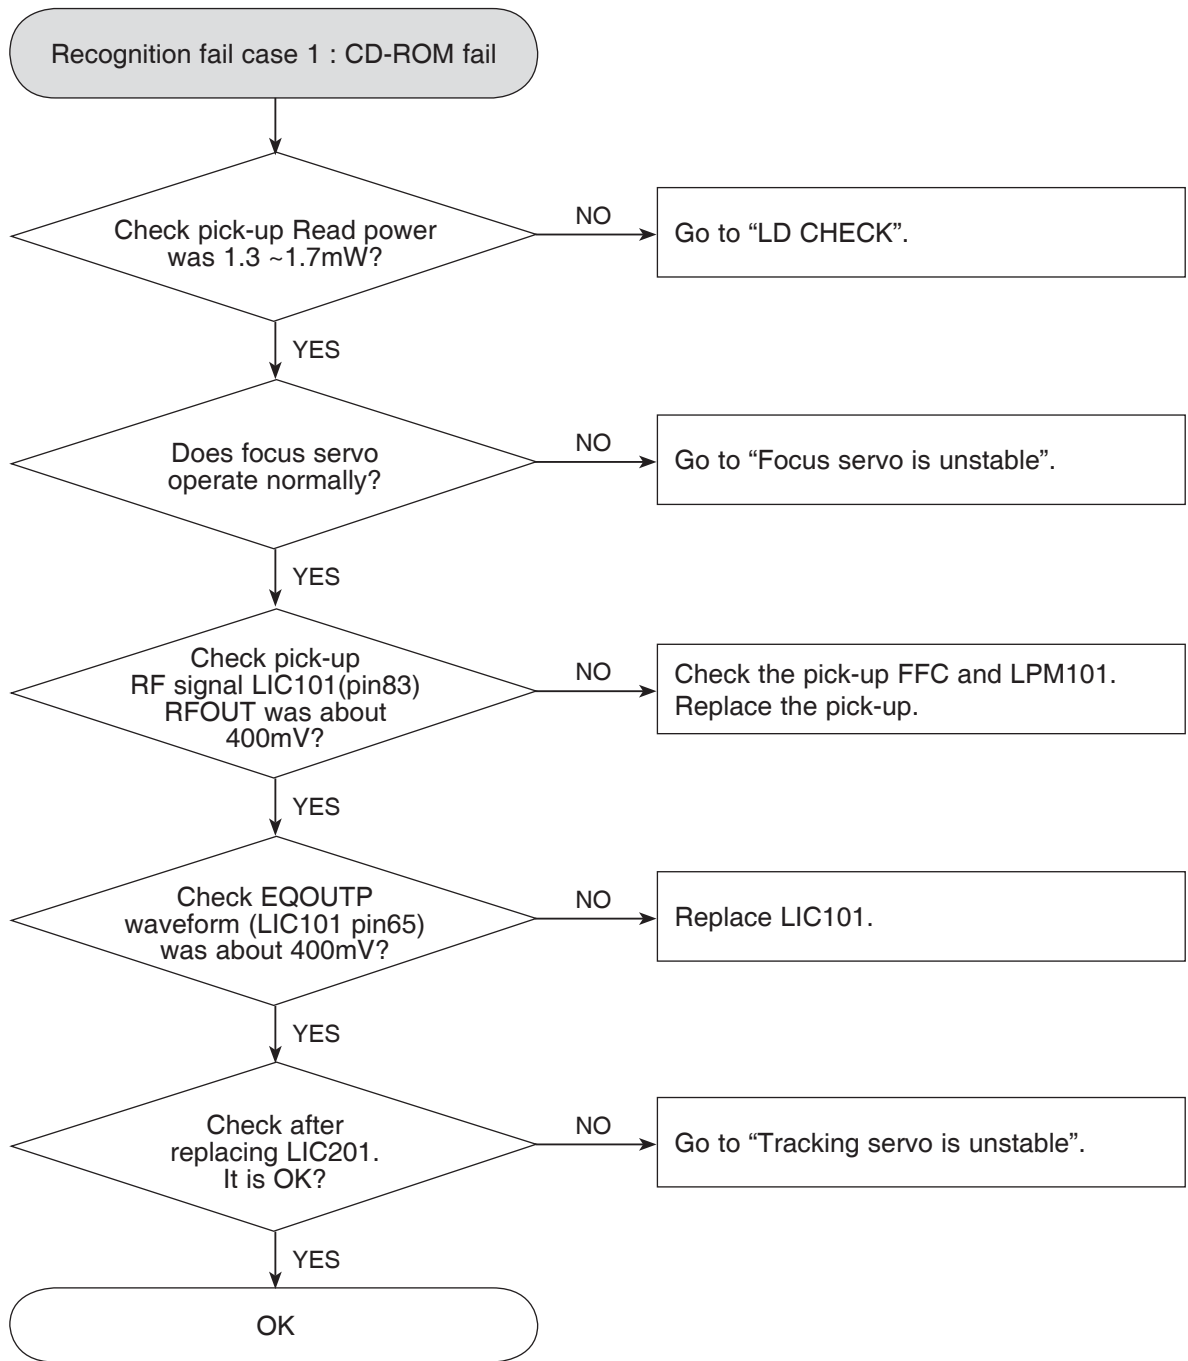 Recognition fail case 1 : CD-ROM fail
Check pick-up Read power
was 1.3 ~1.7mW?
NO
Go to “LD CHECK”.
YES
Does focus servo
operate normally?
NO
Go to “Focus servo is unstable”.
YES
Check pick-up
RF signal LIC101(pin83)
RFOUT was about
400mV?
NO
Check the pick-up FFC and LPM101.
Replace the pick-up.
YES
Check EQOUTP
waveform (LIC101 pin65)
was about 400mV?
NO
Replace LIC101.
YES
Check after
replacing LIC201.
It is OK?
NO
Go to “Tracking servo is unstable”.
YES
OK